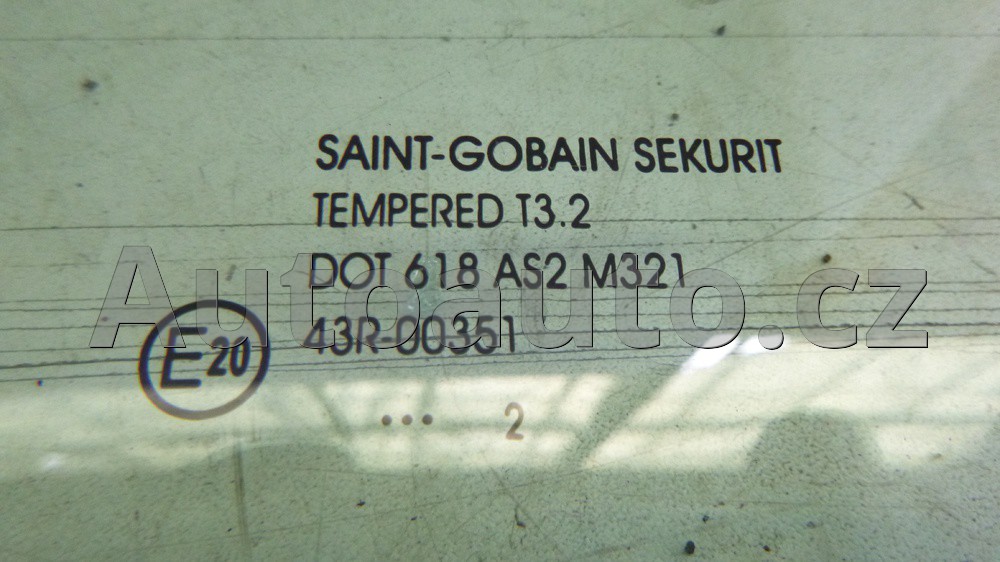 SAINT-GOBAIN SEKURIT
TEMPERED T3.2
DOT 618 AS2 M321
Autoauto.cz
E20 43R-00351
••• 2